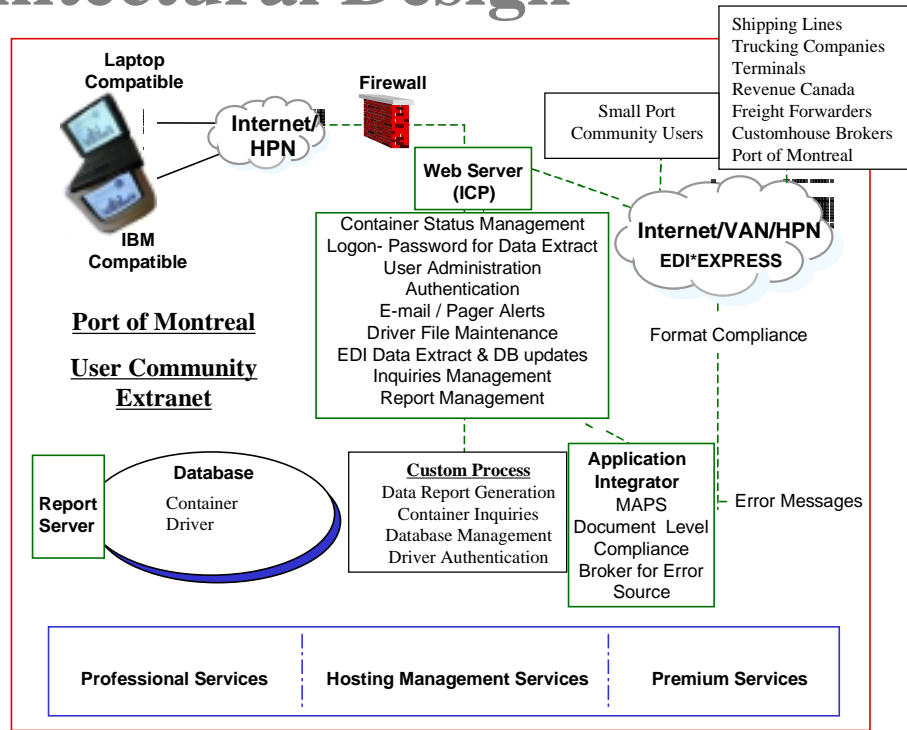 Shipping Lines
Trucking Companies
Terminals
Revenue Canada
Freight Forwarders
Customhouse Brokers
Port of Montreal
Laptop
Compatible
Firewall
Internet/
HPN
Small Port
Community Users
Web Server
(ICP)
Internet/VAN/HPN
EDI*EXPRESS
IBM
Compatible
Container Status Management
Logon- Password for Data Extract
User Administration
Authentication
E-mail / Pager Alerts
Driver File Maintenance
EDI Data Extract & DB updates
Inquiries Management
Report Management
Port of Montreal
User Community
Extranet
Format Compliance
Report
Server
Database
Container
Driver
Custom Process
Data Report Generation
Container Inquiries
Database Management
Driver Authentication
Application
Integrator
MAPS
Document Level
Compliance
Broker for Error
Source
Error Messages
Professional Services
Hosting Management Services
Premium Services